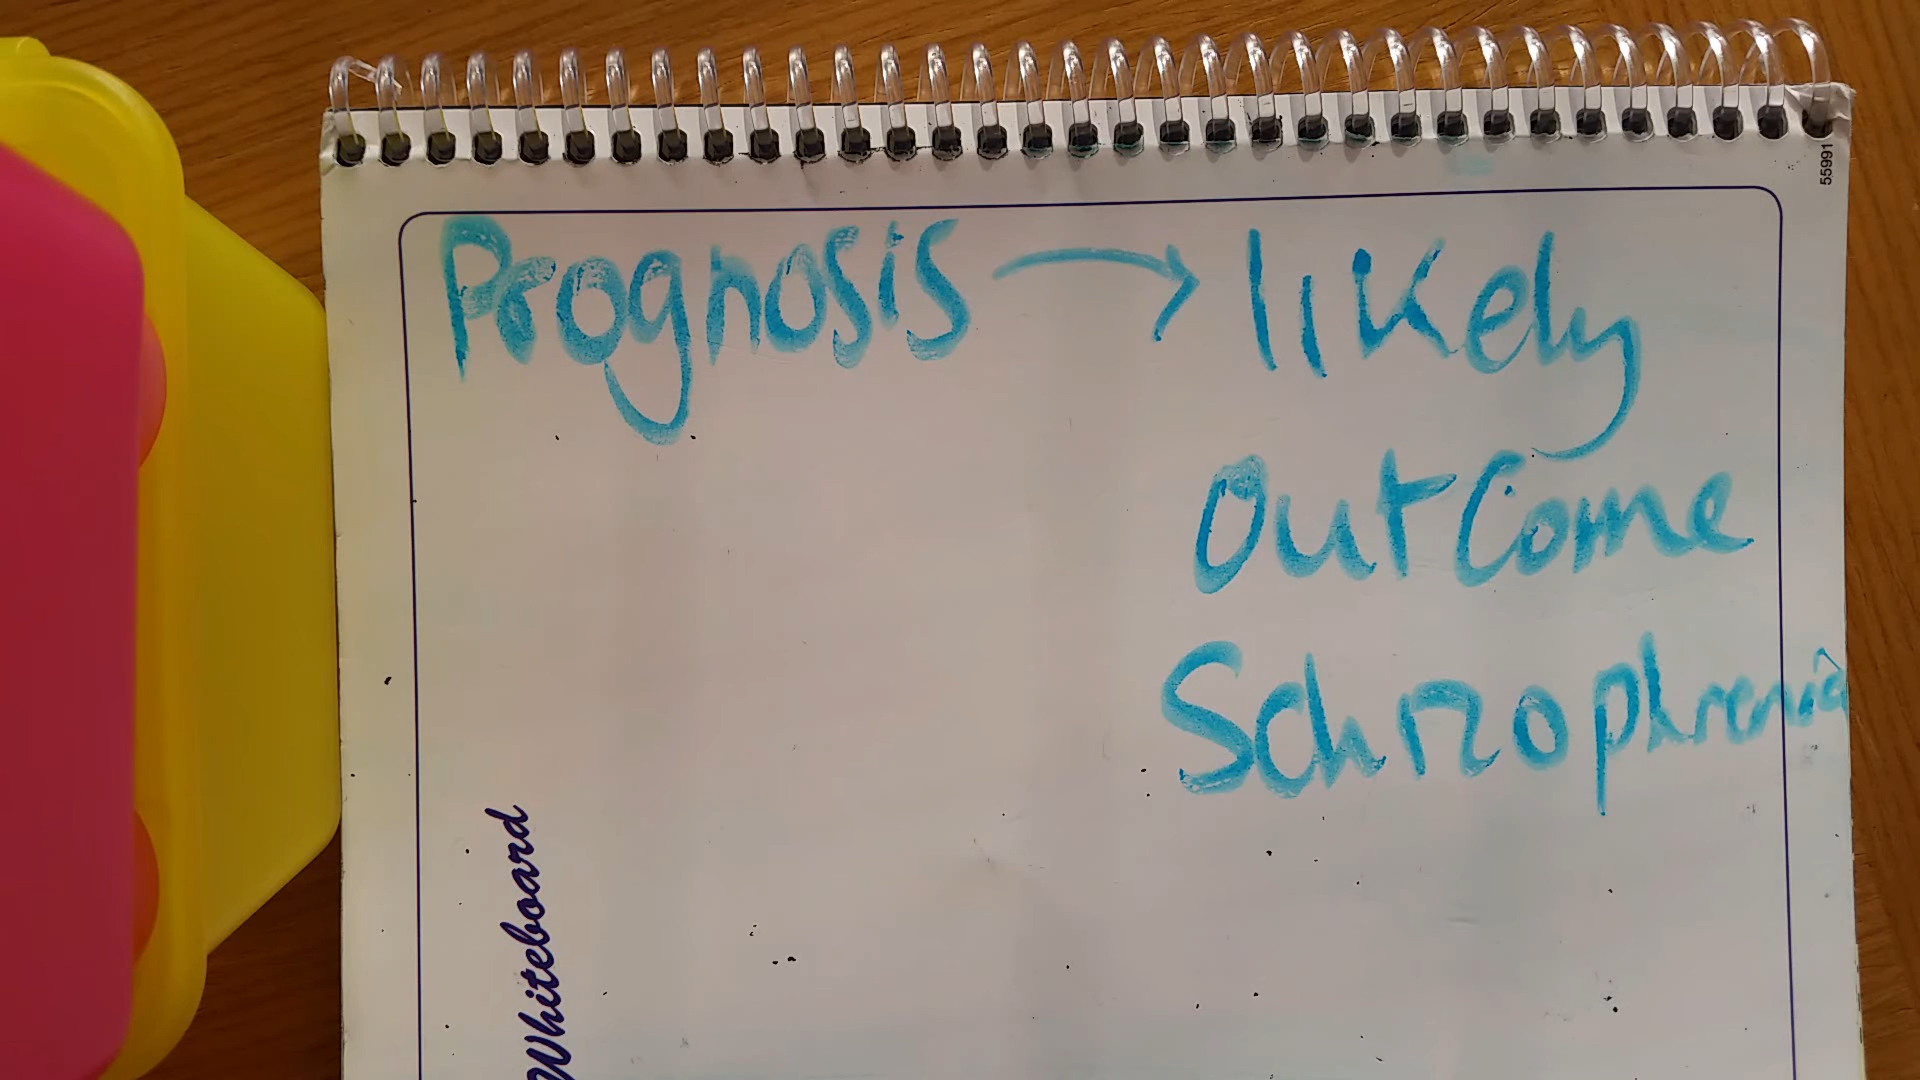 Prognosis → likely
outcome
Schizophrenia
Whiteboard
55991